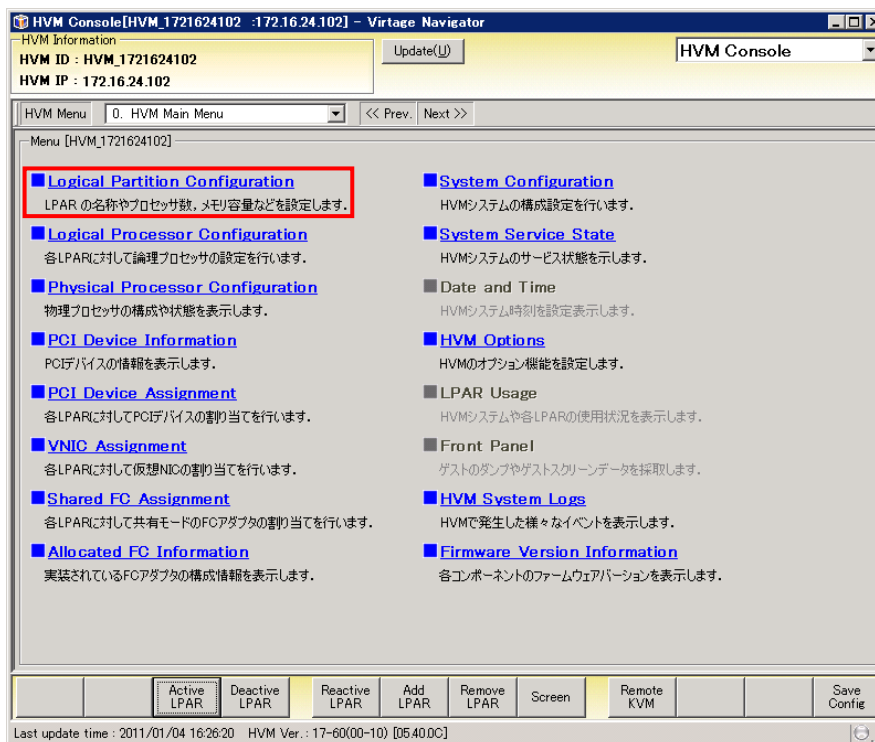 HVM Console[HVM_1721624102 :172.16.24.102] - Virtage Navigator
HVM Information
HVM ID : HVM_1721624102
HVM IP : 172.16.24.102
Update(U)
HVM Console
HVM Menu
0. HVM Main Menu
<< Prev. Next >>
Menu [HVM_1721624102]
Logical Partition Configuration
LPAR の名称やプロセッサ数, メモリ容量などを設定します.
Logical Processor Configuration
各LPARに対して論理プロセッサの設定を行います.
Physical Processor Configuration
物理プロセッサの構成や状態を表示します.
PCI Device Information
PCIデバイスの情報を表示します.
PCI Device Assignment
各LPARに対してPCIデバイスの割り当てを行います.
VNIC Assignment
各LPARに対して仮想NICの割り当てを行います.
Shared FC Assignment
各LPARに対して共有モードのFCアダプタの割り当てを行います.
Allocated FC Information
実装されているFCアダプタの構成情報を表示します.
System Configuration
HVMシステムの構成設定を行います.
System Service State
HVMシステムのサービス状態を示します.
Date and Time
HVMシステム時刻を設定表示します.
HVM Options
HVMのオプション機能を設定します.
LPAR Usage
HVMシステムや各LPARの使用状況を表示します.
Front Panel
ゲストのダンプやゲストスクリーンデータを採取します.
HVM System Logs
HVMで発生した様々なイベントを表示します.
Firmware Version Information
各コンポーネントのファームウェアバージョンを表示します.
Active LPAR
Deactive LPAR
Reactive LPAR
Add LPAR
Remove LPAR
Screen
Remote KVM
Save Config
Last update time : 2011/01/04 16:26:20 HVM Ver. : 17-60(00-10) [05.40.0C]